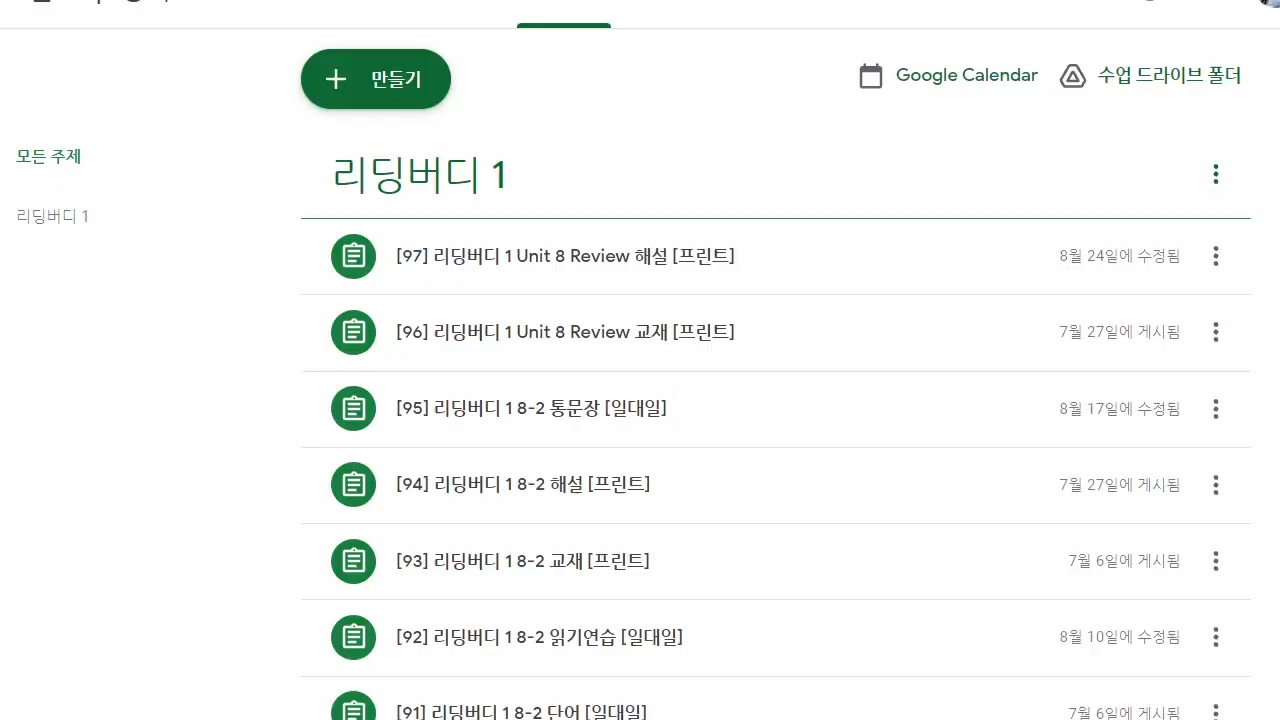 만들기
Google Calendar
수업 드라이브 폴더
모든 주제
리딩버디 1
리딩버디 1
[97] 리딩버디 1 Unit 8 Review 해설 [프린트]
8월 24일에 수정됨
[96] 리딩버디 1 Unit 8 Review 교재 [프린트]
7월 27일에 게시됨
[95] 리딩버디 1 8-2 통문장 [일대일]
8월 17일에 수정됨
[94] 리딩버디 1 8-2 해설 [프린트]
7월 27일에 게시됨
[93] 리딩버디 1 8-2 교재 [프린트]
7월 6일에 게시됨
[92] 리딩버디 1 8-2 읽기연습 [일대일]
8월 10일에 수정됨
[91] 리딩버디 1 8-2 단어 [일대일]
7월 6일에 게시됨